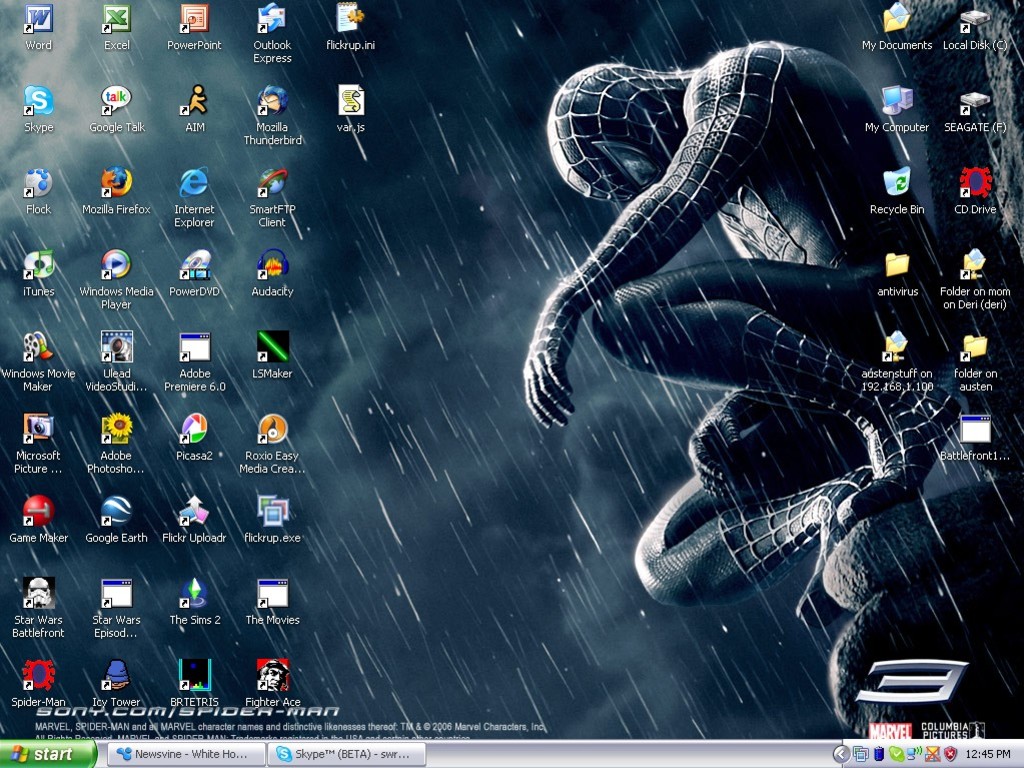 Word
Excel
PowerPoint
Outlook
Express
flickrup.ini
My Documents
Local Disk (C)
Skype
talk
Google Talk
AIM
Mozilla
Thunderbird
var.js
My Computer
SEAGATE (F)
Flock
Mozilla Firefox
Internet
Explorer
SmartFTP
Client
Recycle Bin
CD Drive
iTunes
Windows Media
Player
PowerDVD
Audacity
antivirus
Folder on mom
on Deri (deri)
Windows Movie
Maker
Ulead
VideoStudi...
Adobe
Premiere 6.0
LSMaker
austenstuff on
192.168.1.100
folder on
austen
Microsoft
Picture ...
Adobe
Photosho...
Picasa2
Roxio Easy
Media Crea...
Battlefront1...
Game Maker
Google Earth
Flickr Uploadr
flickrup.exe
Star Wars
Battlefront
Star Wars
Episod...
The Sims 2
The Movies
Spider-Man
Icy Tower
BRTETRIS
Fighter Ace
SONY.COM/SPIDER-MAN
MARVEL, SPIDER-MAN and all MARVEL character names and distinctive likenesses thereof: TM & © 2006 Marvel Characters, Inc.
All Rights Reserved. MARVEL and SPIDER-MAN: Trademarks registered in the USA and certain other countries.
3
MARVEL
COLUMBIA
PICTURES
start
Newsvine - White Ho...
Skype™ (BETA) - swr...
12:45 PM